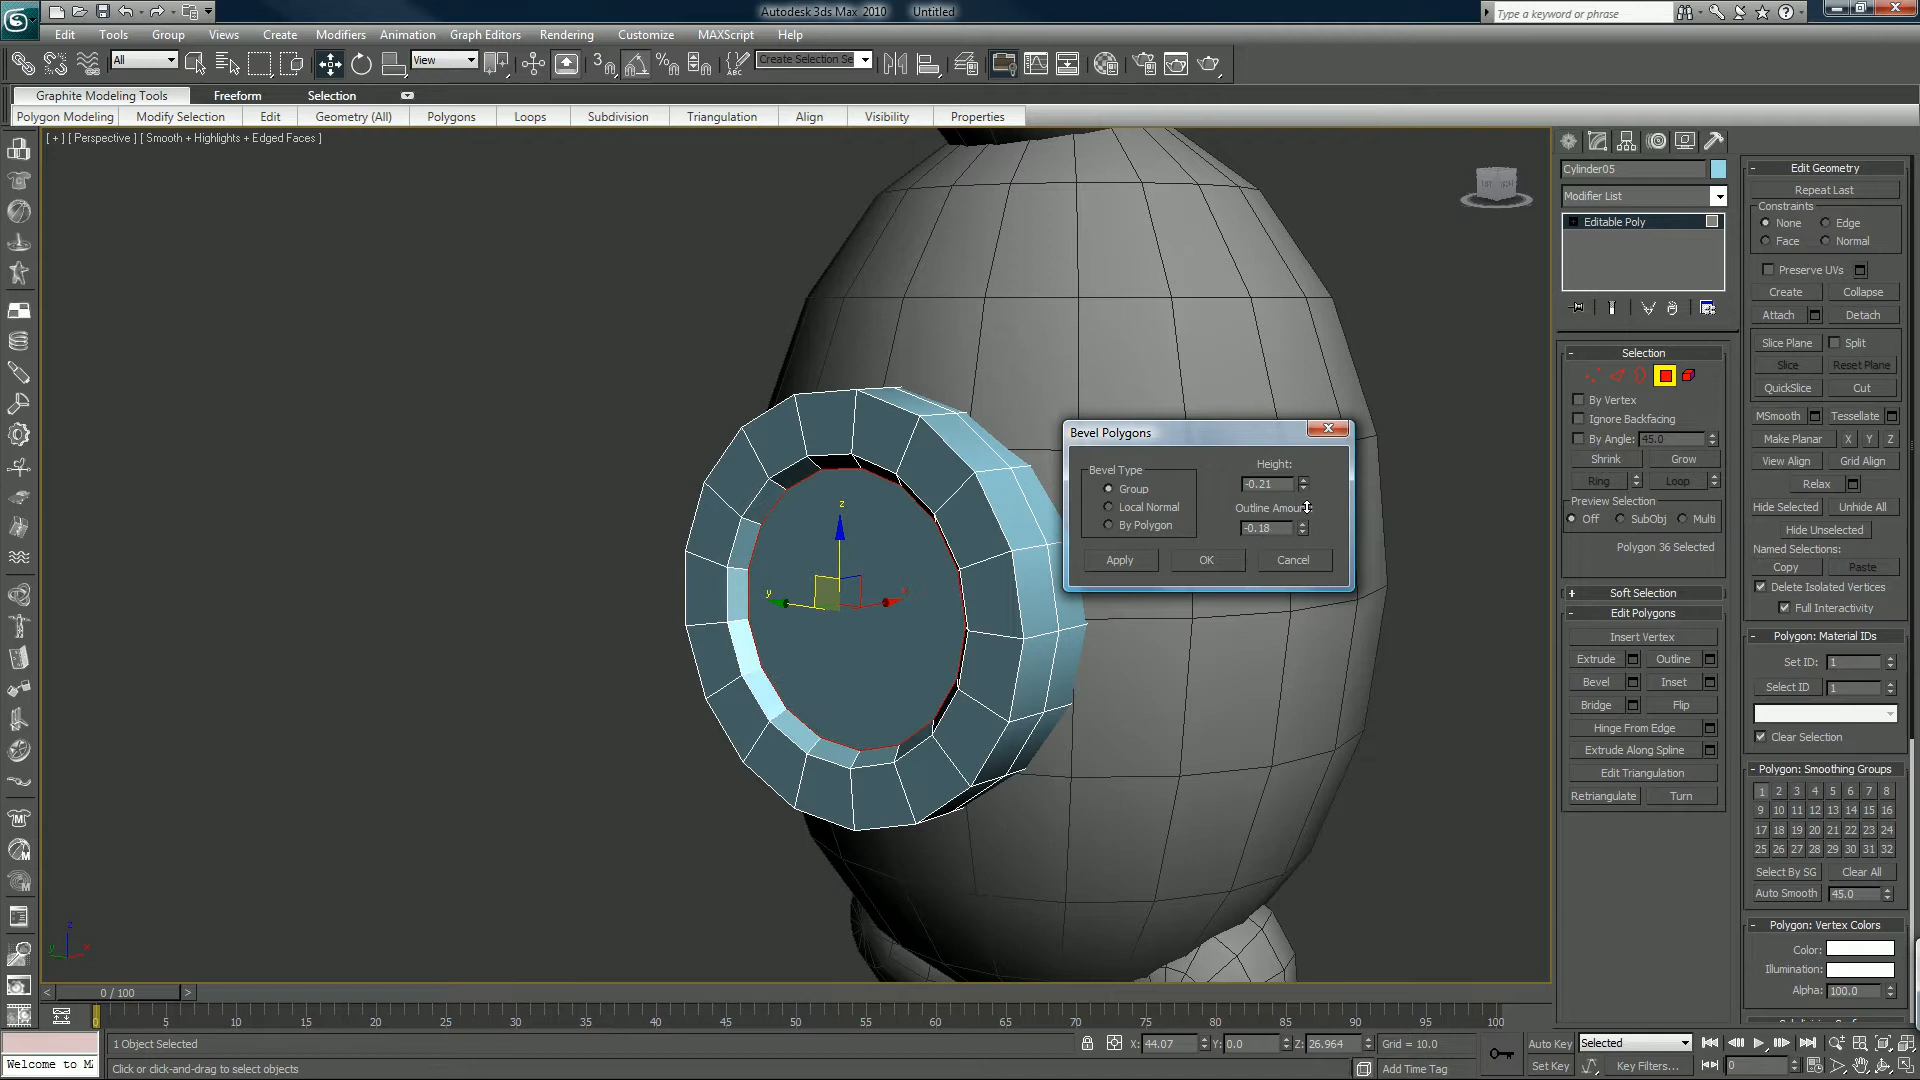 Autodesk 3ds Max 2010 Untitled
Type a keyword or phrase
Edit Tools Group Views Create Modifiers Animation Graph Editors Rendering Customize MAXScript Help
All View Create Selection Se
Graphite Modeling Tools Freeform Selection
Polygon Modeling Modify Selection Edit Geometry (All) Polygons Loops Subdivision Triangulation Align Visibility Properties
[ + ] [ Perspective ] [ Smooth + Highlights + Edged Faces ]
z
y
x
Bevel Polygons
Bevel Type
Group
Local Normal
By Polygon
Height:
-0.21
Outline Amount
-0.18
Apply OK Cancel
Cylinder05
Modifier List
Editable Poly
Selection
By Vertex
Ignore Backfacing
By Angle: 45.0
Shrink Grow
Ring Loop
Preview Selection
Off SubObj Multi
Polygon 36 Selected
Soft Selection
Edit Polygons
Insert Vertex
Extrude Outline
Bevel Inset
Bridge Flip
Hinge From Edge
Extrude Along Spline
Edit Triangulation
Retriangulate Turn
Edit Geometry
Repeat Last
Constraints
None Edge
Face Normal
Preserve UVs
Create Collapse
Attach Detach
Slice Plane Split
Slice Reset Plane
QuickSlice Cut
MSmooth Tessellate
Make Planar X Y Z
View Align Grid Align
Relax
Hide Selected Unhide All
Hide Unselected
Named Selections:
Copy Paste
Delete Isolated Vertices
Full Interactivity
Polygon: Material IDs
Set ID: 1
Select ID 1
Clear Selection
Polygon: Smoothing Groups
1 2 3 4 5 6 7 8
9 10 11 12 13 14 15 16
17 18 19 20 21 22 23 24
25 26 27 28 29 30 31 32
Select By SG Clear All
Auto Smooth 45.0
Polygon: Vertex Colors
Color:
Illumination:
Alpha: 100.0
z
y x
< 0 / 100 >
0 5 10 15 20 25 30 35 40 45 50 55 60 65 70 75 80 85 90 95 100
1 Object Selected X: 44.07 Y: 0.0 Z: 26.964 Grid = 10.0 Auto Key Selected
Welcome to M Click or click-and-drag to select objects Add Time Tag Set Key Key Filters... 0